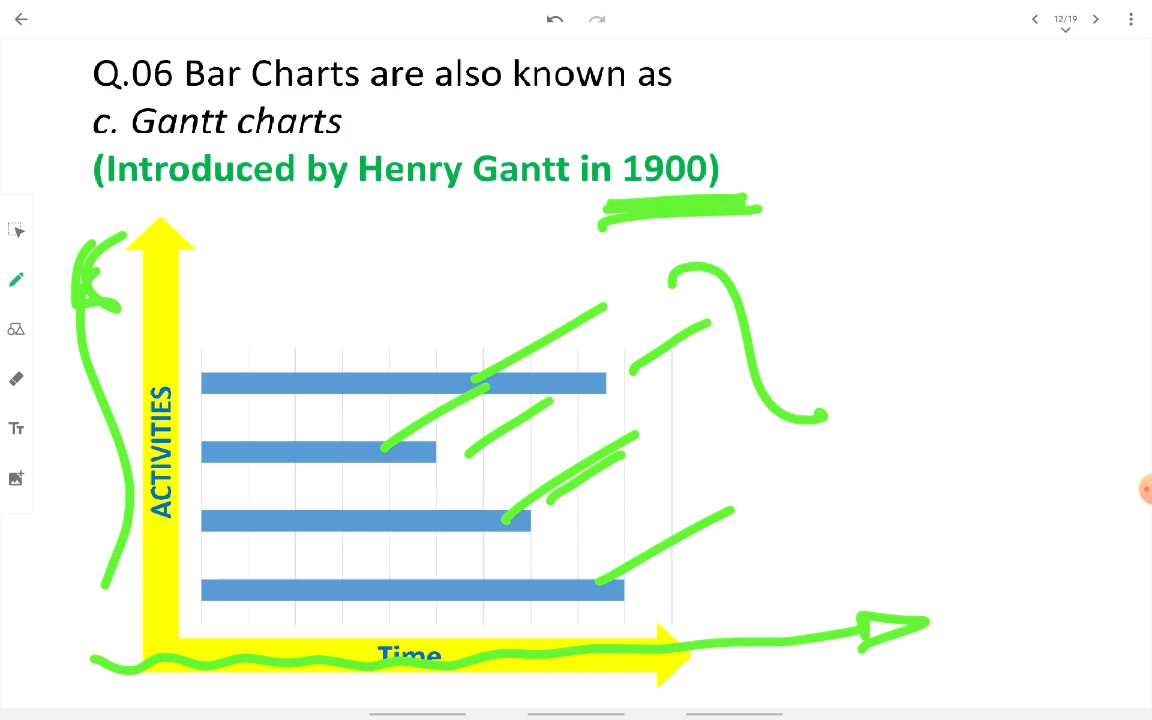 12/19
Q.06 Bar Charts are also known as
c. Gantt charts
(Introduced by Henry Gantt in 1900)
ACTIVITIES
Time
Tт